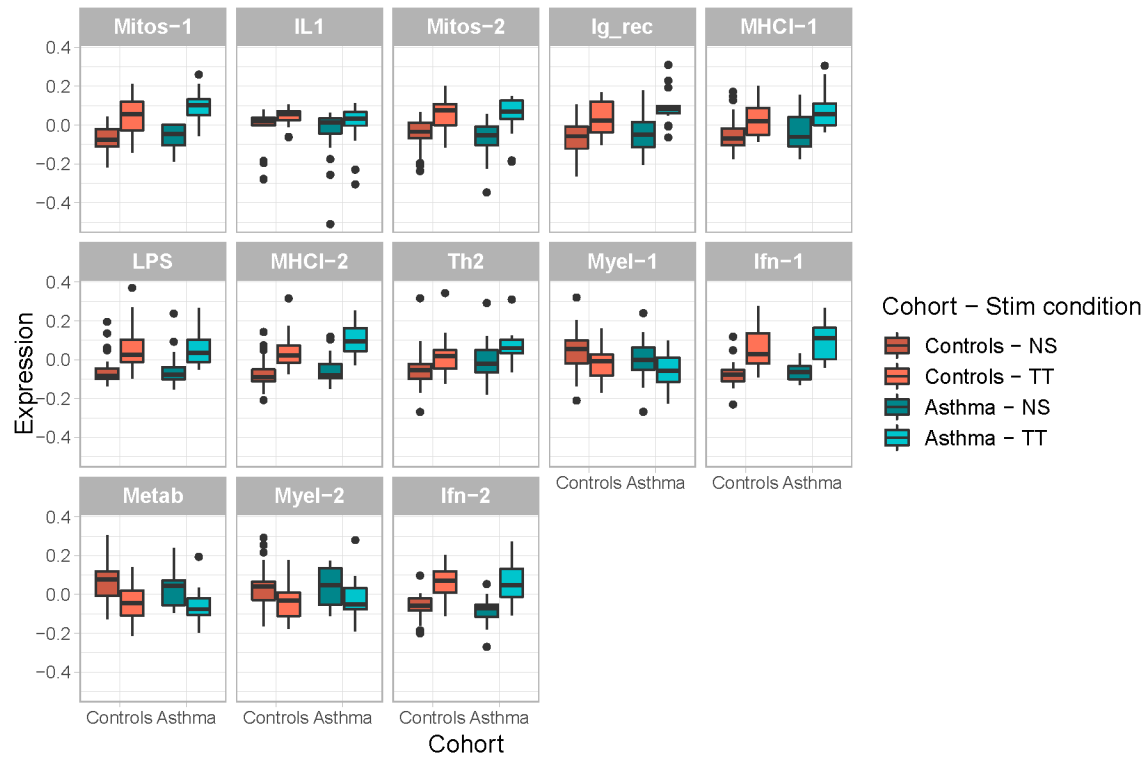 Mitos−1 IL1 Mitos−2 Ig_rec MHCI−1
0.4
0.2
0.0
−0.2
−0.4
LPS MHCI−2 Th2 Myel−1 Ifn−1
0.4
0.2
0.0
−0.2
−0.4
Controls Asthma Controls Asthma
Metab Myel−2 Ifn−2
0.4
0.2
0.0
−0.2
−0.4
Controls Asthma Controls Asthma Controls Asthma
Cohort
Expression
Cohort − Stim condition
Controls − NS
Controls − TT
Asthma − NS
Asthma − TT